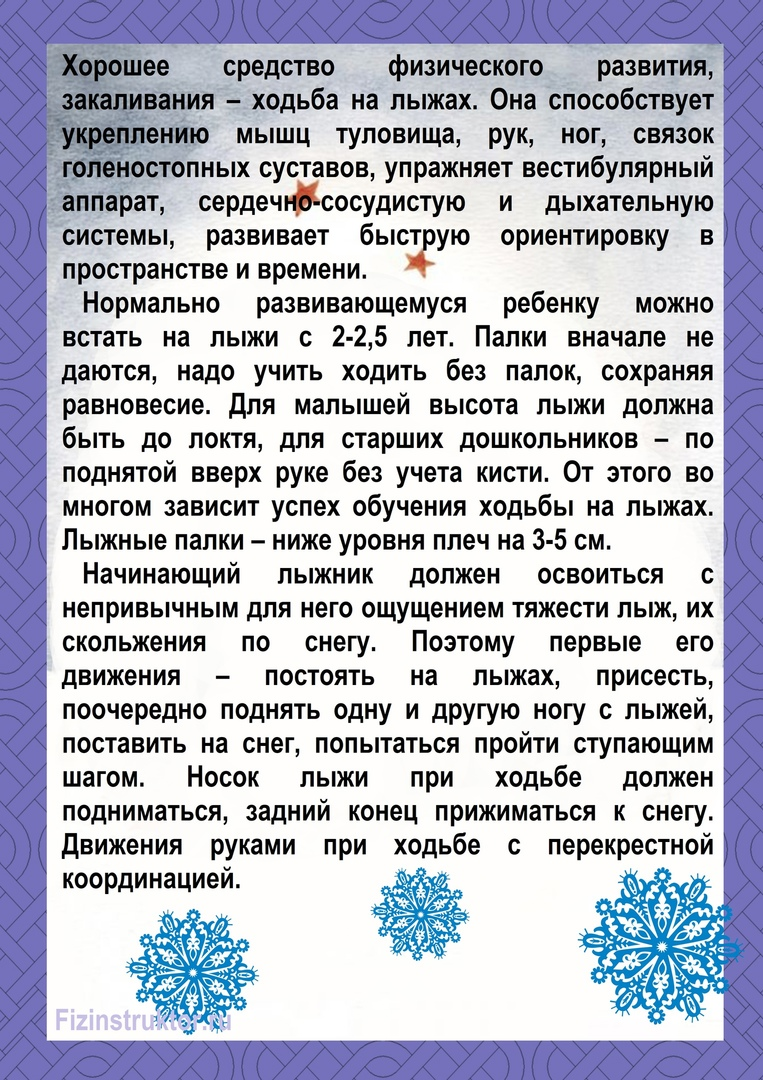 Хорошее средство физического развития,
закаливания – ходьба на лыжах. Она способствует
укреплению мышц туловища, рук, ног, связок
голеностопных суставов, упражняет вестибулярный
аппарат, сердечно-сосудистую и дыхательную
системы, развивает быструю ориентировку в
пространстве и времени.
Нормально развивающемуся ребенку можно
встать на лыжи с 2-2,5 лет. Палки вначале не
даются, надо учить ходить без палок, сохраняя
равновесие. Для малышей высота лыжи должна
быть до локтя, для старших дошкольников – по
поднятой вверх руке без учета кисти. От этого во
многом зависит успех обучения ходьбы на лыжах.
Лыжные палки – ниже уровня плеч на 3-5 см.
Начинающий лыжник должен освоиться с
непривычным для него ощущением тяжести лыж, их
скольжения по снегу. Поэтому первые его
движения – постоять на лыжах, присесть,
поочередно поднять одну и другую ногу с лыжей,
поставить на снег, попытаться пройти ступающим
шагом. Носок лыжи при ходьбе должен
подниматься, задний конец прижиматься к снегу.
Движения руками при ходьбе с перекрестной
координацией.
Fizinstruktor.ru